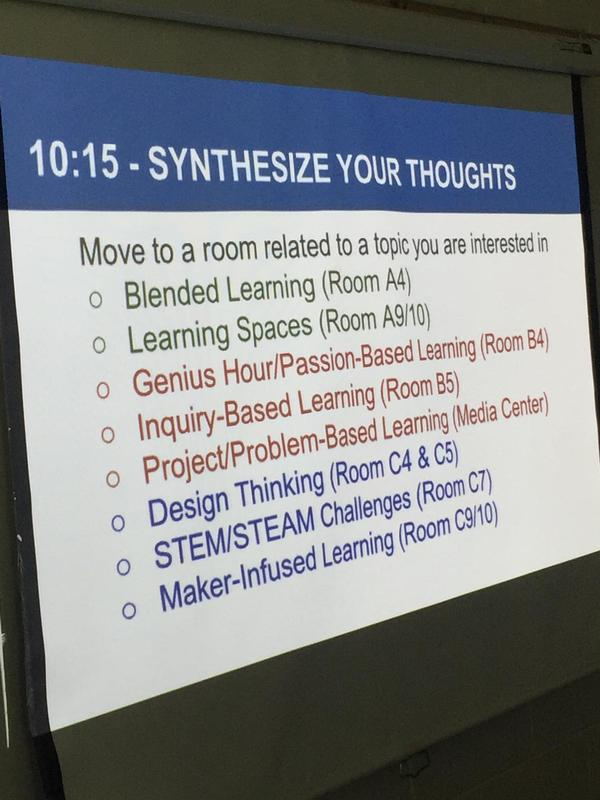 10:15 - SYNTHESIZE YOUR THOUGHTS
Move to a room related to a topic you are interested in
Blended Learning (Room A4)
Learning Spaces (Room A9/10)
Genius Hour/Passion-Based Learning (Room B4)
Inquiry-Based Learning (Room B5)
Project/Problem-Based Learning (Media Center)
Design Thinking (Room C4 & C5)
STEM/STEAM Challenges (Room C7)
Maker-Infused Learning (Room C9/10)